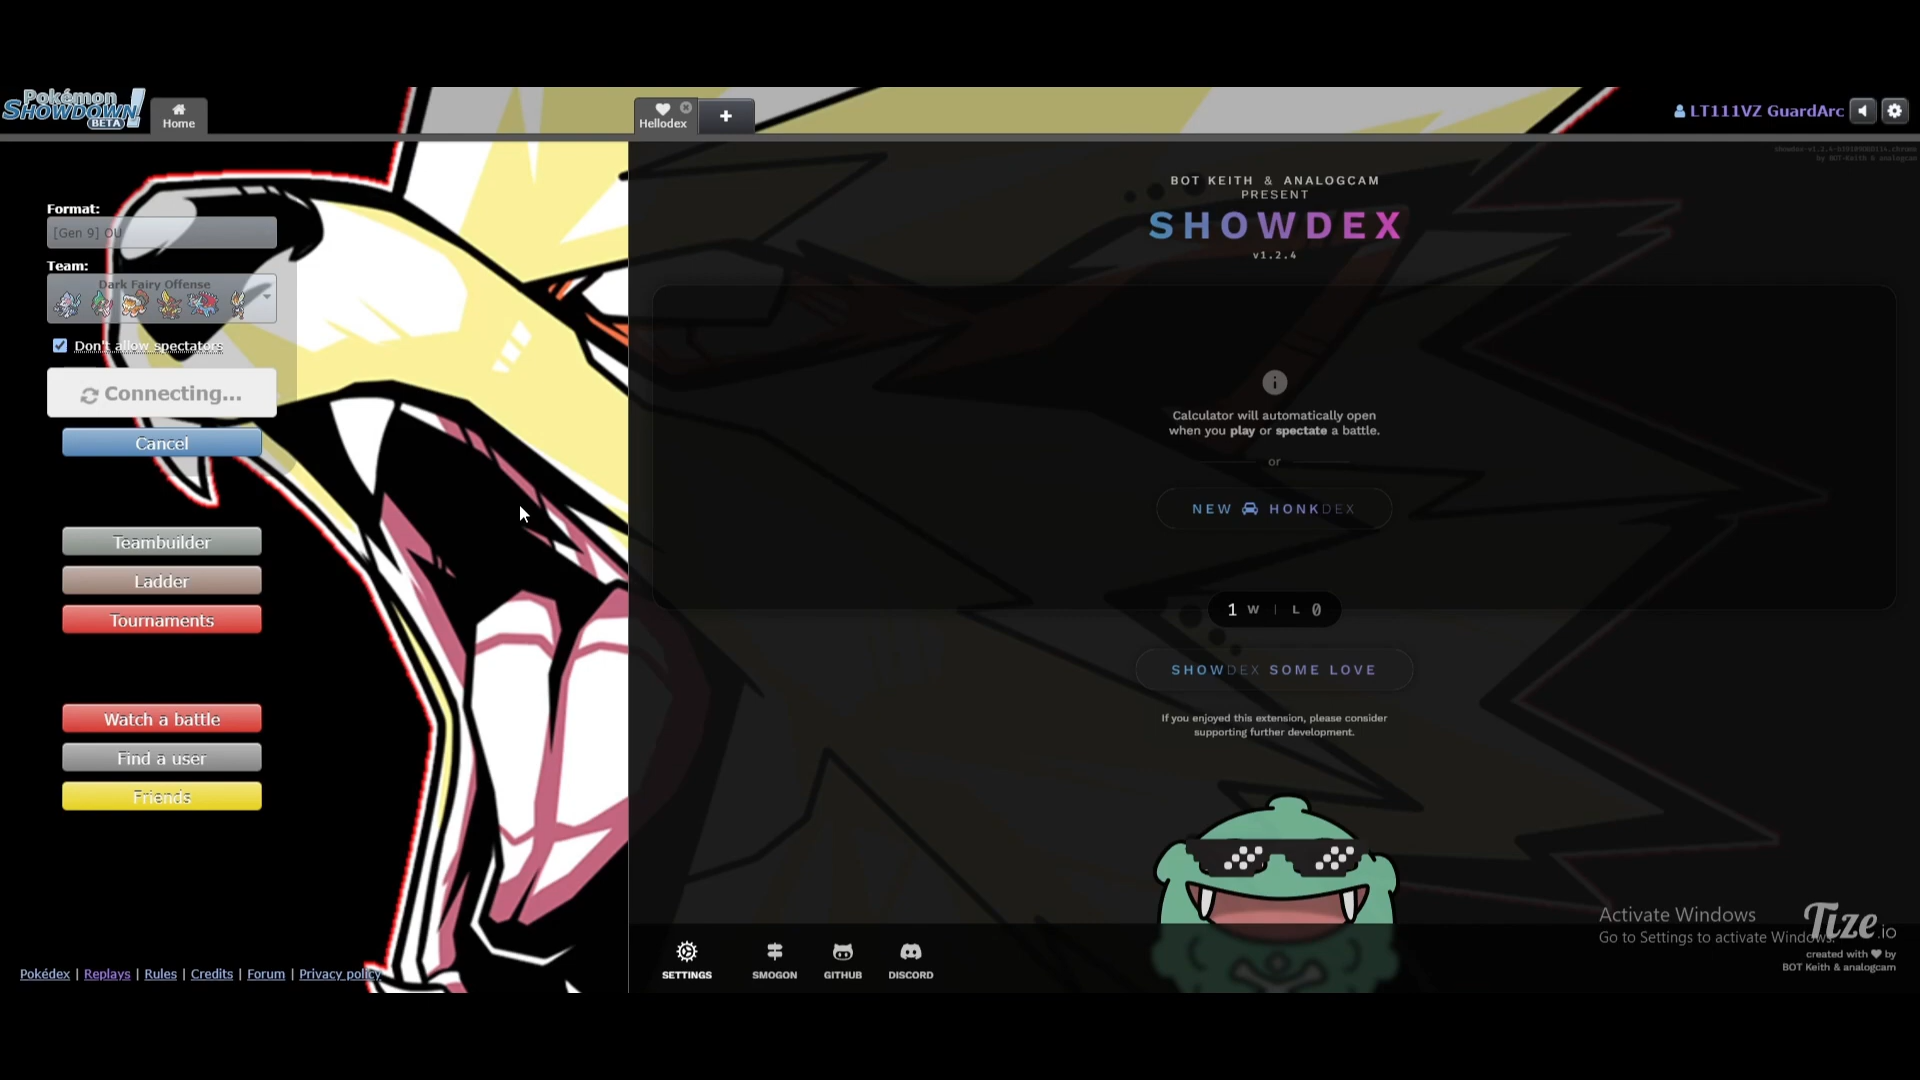 Pokémon
SHOWDOWN!
BETA
Home
Hellodex
+
LT111VZ GuardArc
Format:
[Gen 9] OU
Team:
Dark Fairy Offense
Don't allow spectators
Connecting...
Cancel
Teambuilder
Ladder
Tournaments
Watch a battle
Find a user
Friends
Pokédex | Replays | Rules | Credits | Forum | Privacy policy
by BOT Keith & analogcam
BOT KEITH & ANALOGCAM
PRESENT
SHOWDEX
v1.2.4
Calculator will automatically open
when you play or spectate a battle.
or
NEW HONKDEX
1 W | L 0
SHOWDEX SOME LOVE
If you enjoyed this extension, please consider
supporting further development.
SETTINGS
SMOGON
GITHUB
DISCORD
Activate Windows
Go to Settings to activate Windows.
Tize.io
created with ♥ by
BOT Keith & analogcam